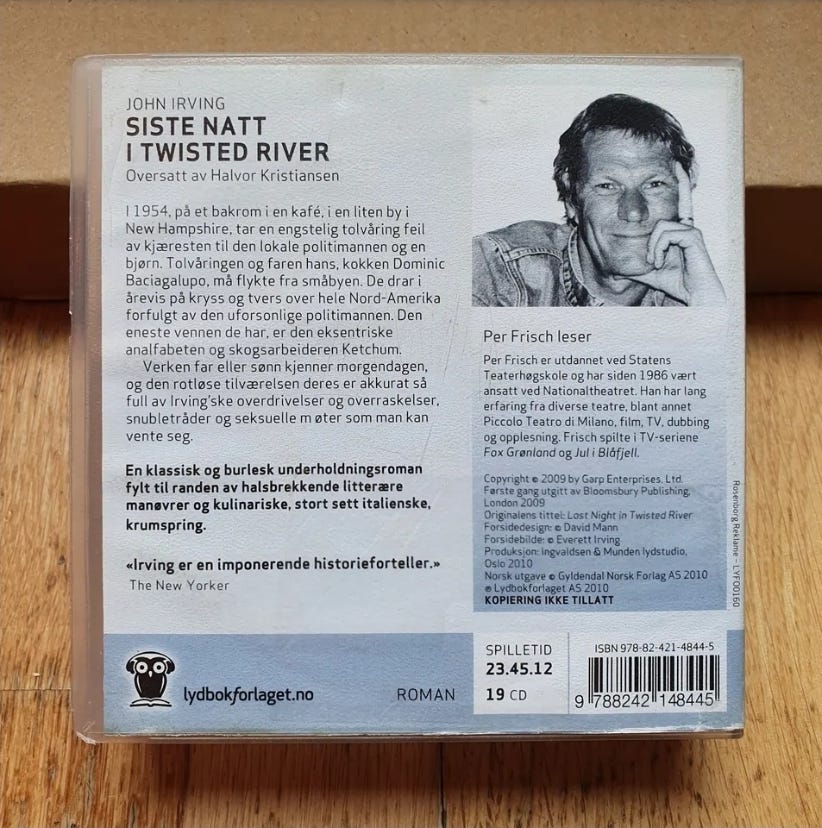 JOHN IRVING
SISTE NATT
I TWISTED RIVER
Oversatt av Halvor Kristiansen
I 1954, på et bakrom i en kafé, i en liten by i
New Hampshire, tar en engstelig tolvåring feil
av kjæresten til den lokale politimannen og en
bjørn. Tolvåringen og faren hans, kokken Dominic
Baciagalupo, må flykte fra småbyen. De drar i
årevis på kryss og tvers over hele Nord-Amerika
forfulgt av den uforsonlige politimannen. Den
eneste vennen de har, er den eksentriske
analfabeten og skogsarbeideren Ketchum.
Verken far eller sønn kjenner morgendagen,
og den rotløse tilværelsen deres er akkurat så
full av Irving'ske overdrivelser og overraskelser,
snubletråder og seksuelle m øter som man kan
vente seg.
En klassisk og burlesk underholdningsroman
fylt til randen av halsbrekkende litterære
manøvrer og kulinariske, stort sett italienske,
krumspring.
«Irving er en imponerende historieforteller.»
The New Yorker
lydbokforlaget.no
ROMAN
Per Frisch leser
Per Frisch er utdannet ved Statens
Teaterhøgskole og har siden 1986 vært
ansatt ved Nationaltheatret. Han har lang
erfaring fra diverse teatre, blant annet
Piccolo Teatro di Milano, film, TV, dubbing
og opplesning. Frisch spilte i TV-seriene
Fox Grønland og Jul i Blåfjell.
Copyright © 2009 by Garp Enterprises, Ltd.
Første gang utgitt av Bloomsbury Publishing,
London 2009
Originalens tittel: Last Night in Twisted River
Forsidedesign: © David Mann
Forsidebilde: © Everett Irving
Produksjon: Ingvaldsen & Munden lydstudio,
Oslo 2010
Norsk utgave © Gyldendal Norsk Forlag AS 2010
℗ Lydbokforlaget AS 2010
KOPIERING IKKE TILLATT
Rosenborg Reklame – LYF00160
SPILLETID
23.45.12
19 CD
ISBN 978-82-421-4844-5
9 788242 148445